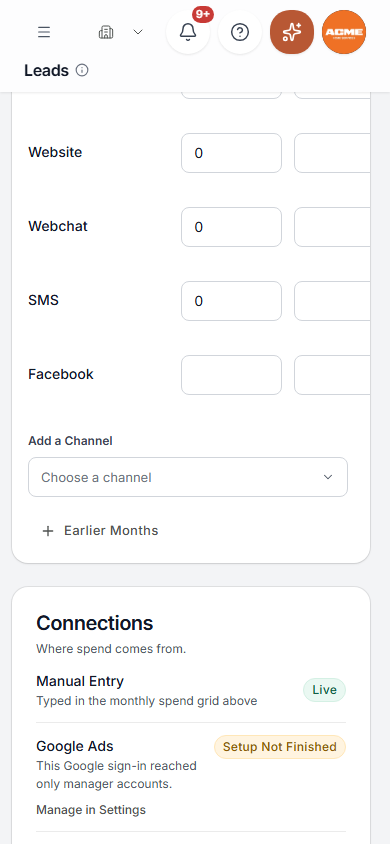 9+
ACME
Leads
Website
0
Webchat
0
SMS
0
Facebook
Add a Channel
Choose a channel
Earlier Months
Connections
Where spend comes from.
Manual Entry
Live
Typed in the monthly spend grid above
Google Ads
Setup Not Finished
This Google sign-in reached
only manager accounts.
Manage in Settings